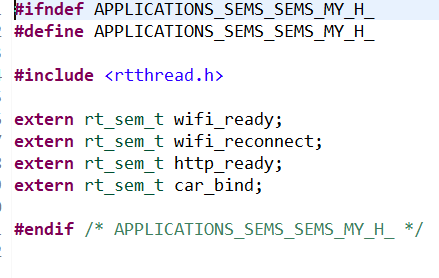 #ifndef APPLICATIONS_SEMS_SEMS_MY_H_
#define APPLICATIONS_SEMS_SEMS_MY_H_
#include <rtthread.h>
extern rt_sem_t wifi_ready;
extern rt_sem_t wifi_reconnect;
extern rt_sem_t http_ready;
extern rt_sem_t car_bind;
#endif /* APPLICATIONS_SEMS_SEMS_MY_H_ */